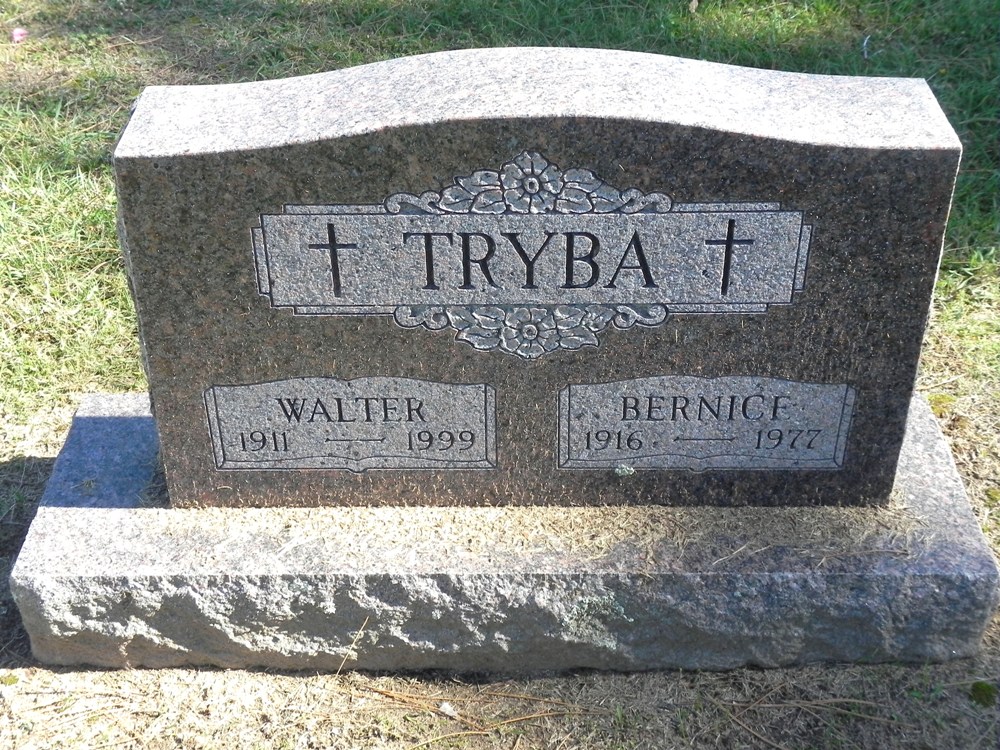 TRYBA
WALTER
1911 — 1999
BERNICE
1916 — 1977